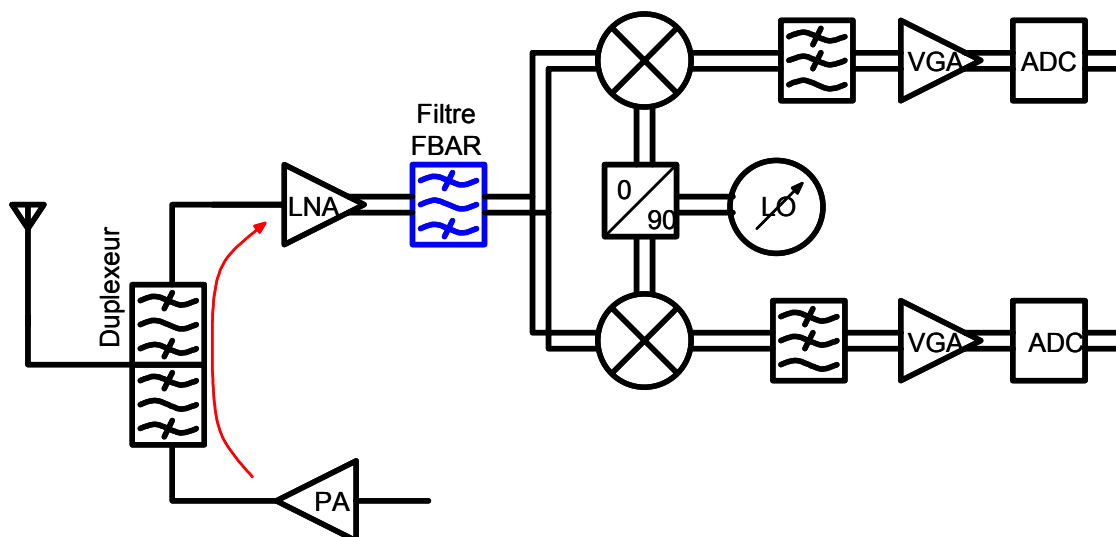 VGA
ADC
Filtre
FBAR
LNA
0
90
LO
Duplexeur
VGA
ADC
PA